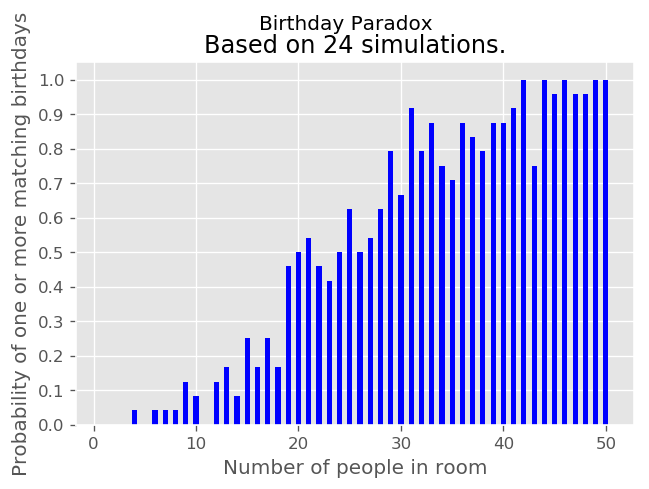 Birthday Paradox
Based on 24 simulations.
Probability of one or more matching birthdays
1.0
0.9
0.8
0.7
0.6
0.5
0.4
0.3
0.2
0.1
0.0
0 10 20 30 40 50
Number of people in room